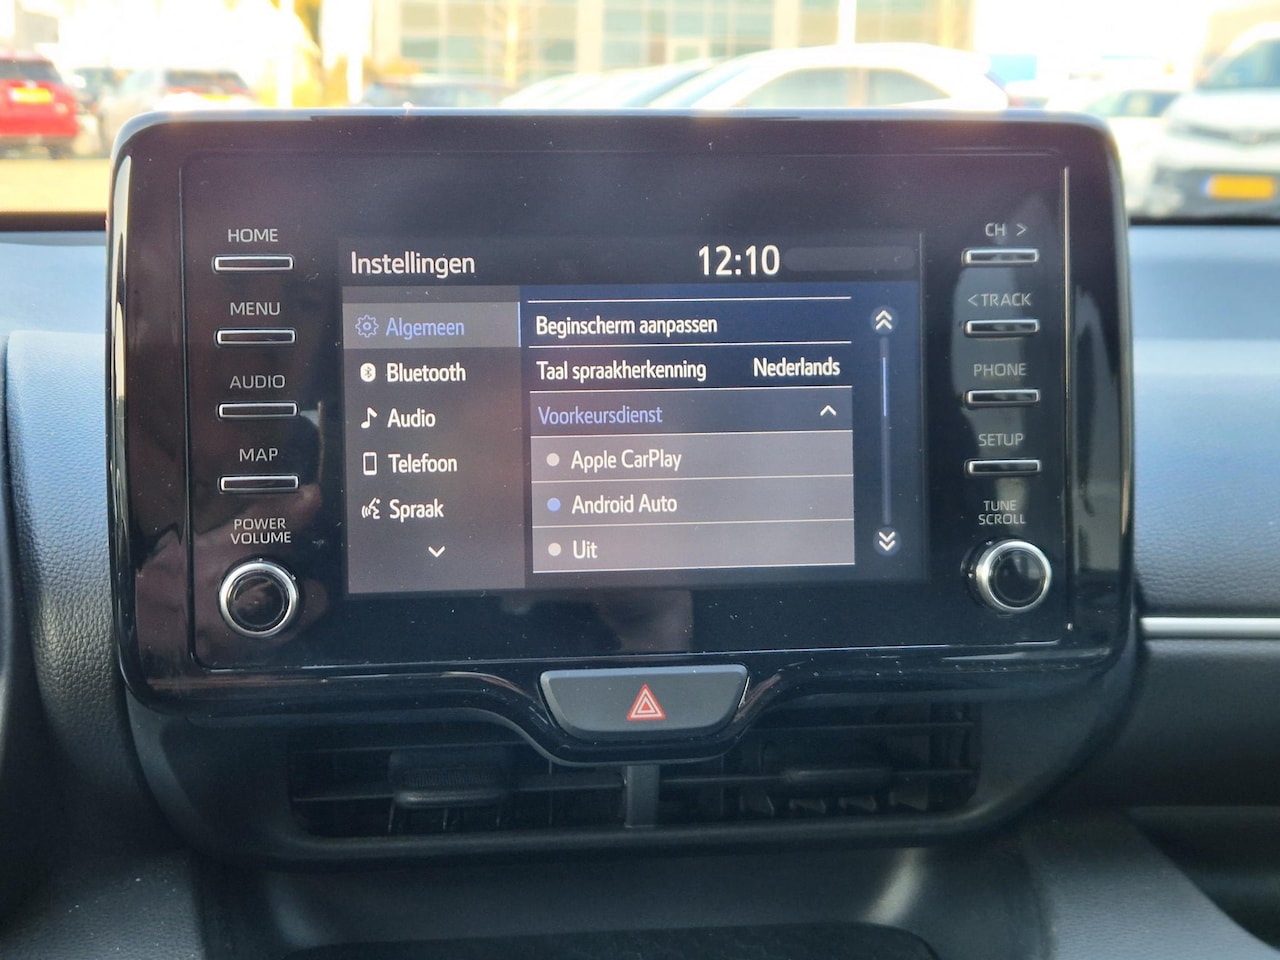 HOME
MENU
AUDIO
MAP
POWER
VOLUME
Instellingen
12:10
Algemeen
Bluetooth
Audio
Telefoon
Spraak
Beginscherm aanpassen
Taal spraakherkenning Nederlands
Voorkeursdienst
Apple CarPlay
Android Auto
Uit
CH >
< TRACK
PHONE
SETUP
TUNE
SCROLL